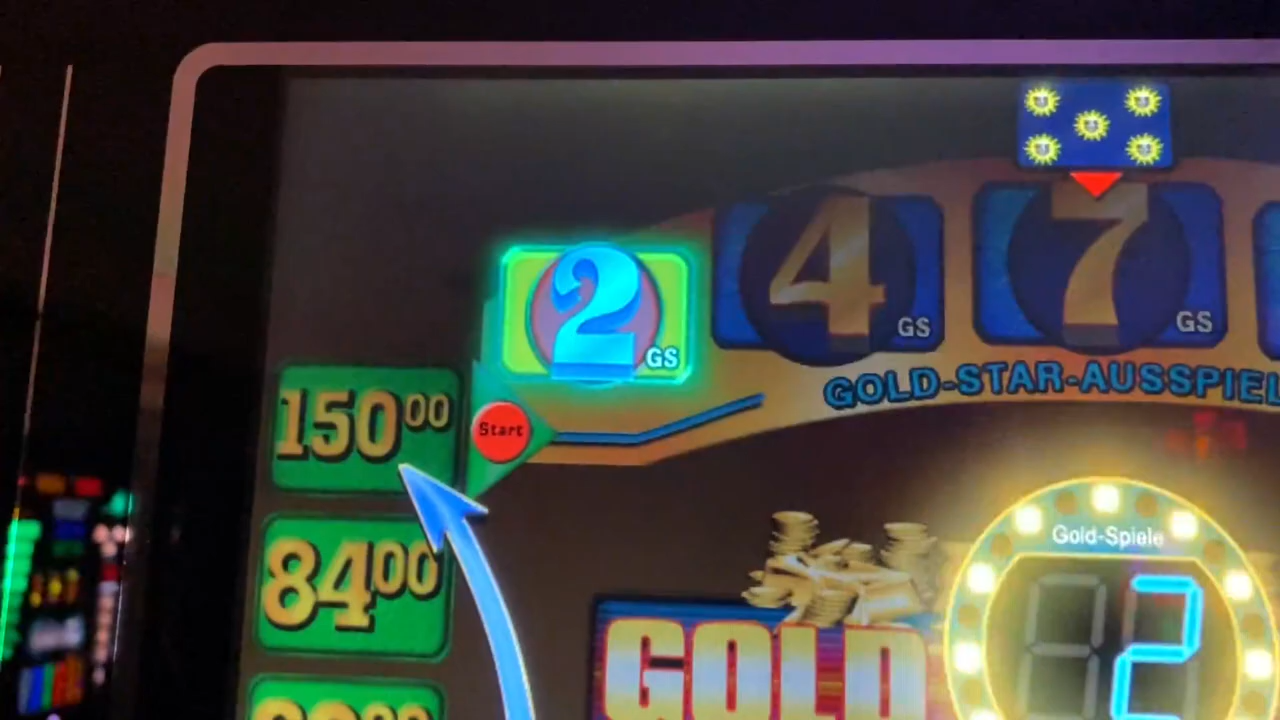 2 GS
4 GS
7 GS
GOLD-STAR-AUSSPIEL
150⁰⁰
Start
84⁰⁰
Gold-Spiele
2
GOLD